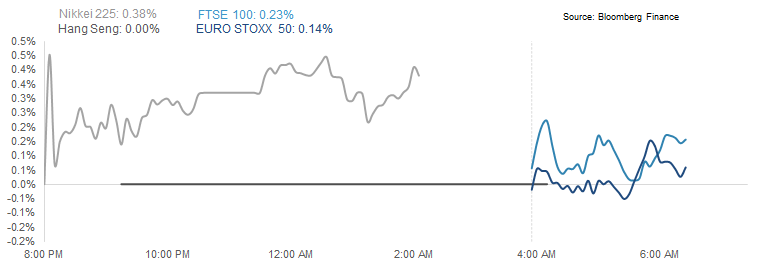 Nikkei 225: 0.38%
FTSE 100: 0.23%
Source: Bloomberg Finance
Hang Seng: 0.00%
EURO STOXX 50: 0.14%
0.5%
0.5%
0.4%
0.4%
0.3%
0.3%
0.2%
0.2%
0.1%
0.1%
0.0%
-0.1%
-0.1%
-0.2%
-0.2%
8:00 PM
10:00 PM
12:00 AM
2:00 AM
4:00 AM
6:00 AM